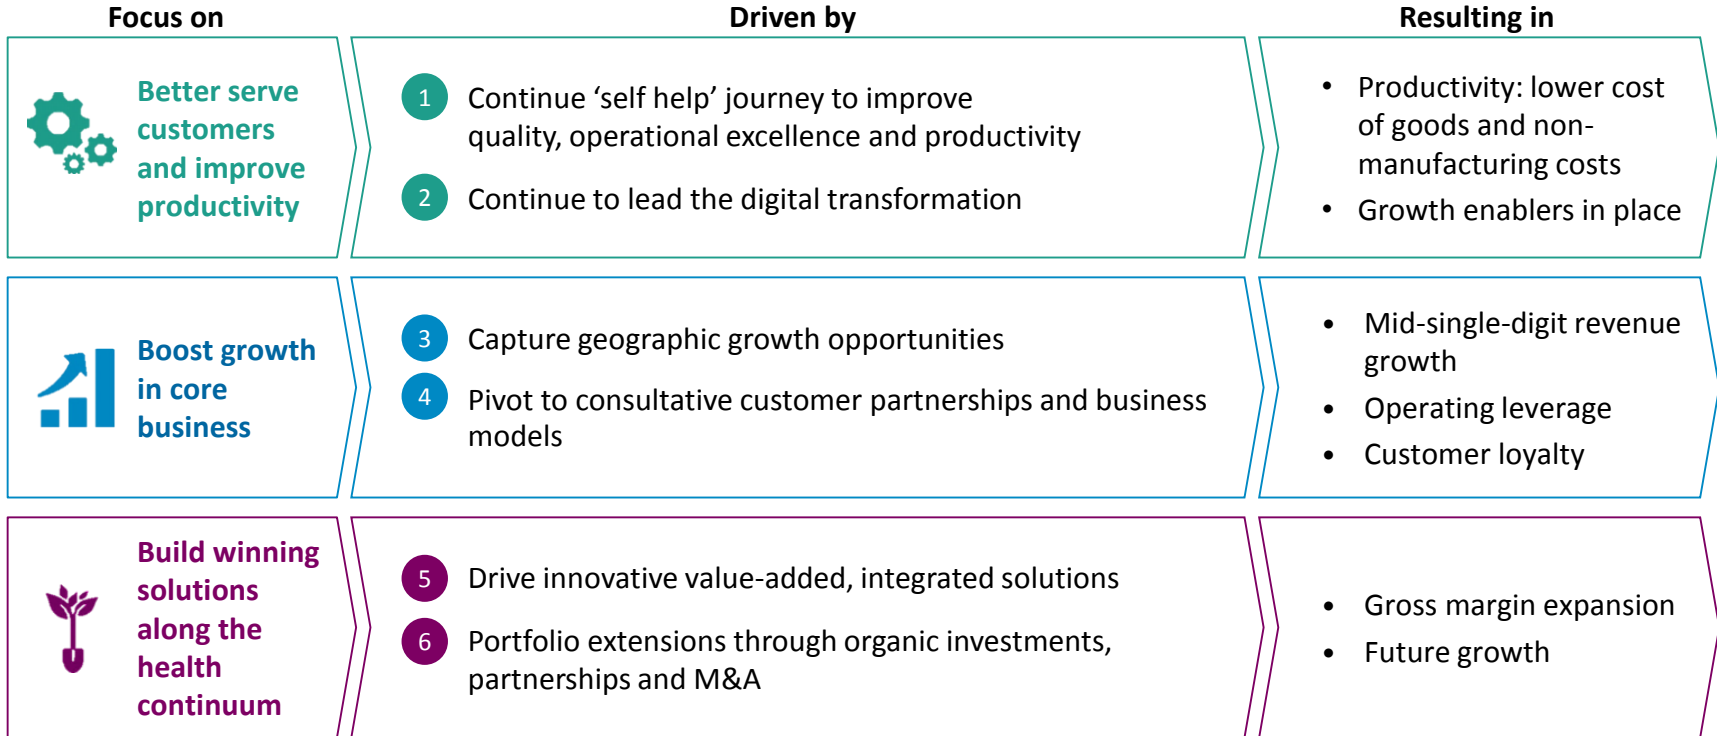 Focus on
Driven by
Resulting in
Better serve
customers
and improve
productivity
1
Continue ‘self help’ journey to improve
quality, operational excellence and productivity
2
Continue to lead the digital transformation
• Productivity: lower cost
of goods and non-
manufacturing costs
• Growth enablers in place
Boost growth
in core
business
3
Capture geographic growth opportunities
4
Pivot to consultative customer partnerships and business
models
• Mid-single-digit revenue
growth
• Operating leverage
• Customer loyalty
Build winning
solutions
along the
health
continuum
5
Drive innovative value-added, integrated solutions
6
Portfolio extensions through organic investments,
partnerships and M&A
• Gross margin expansion
• Future growth